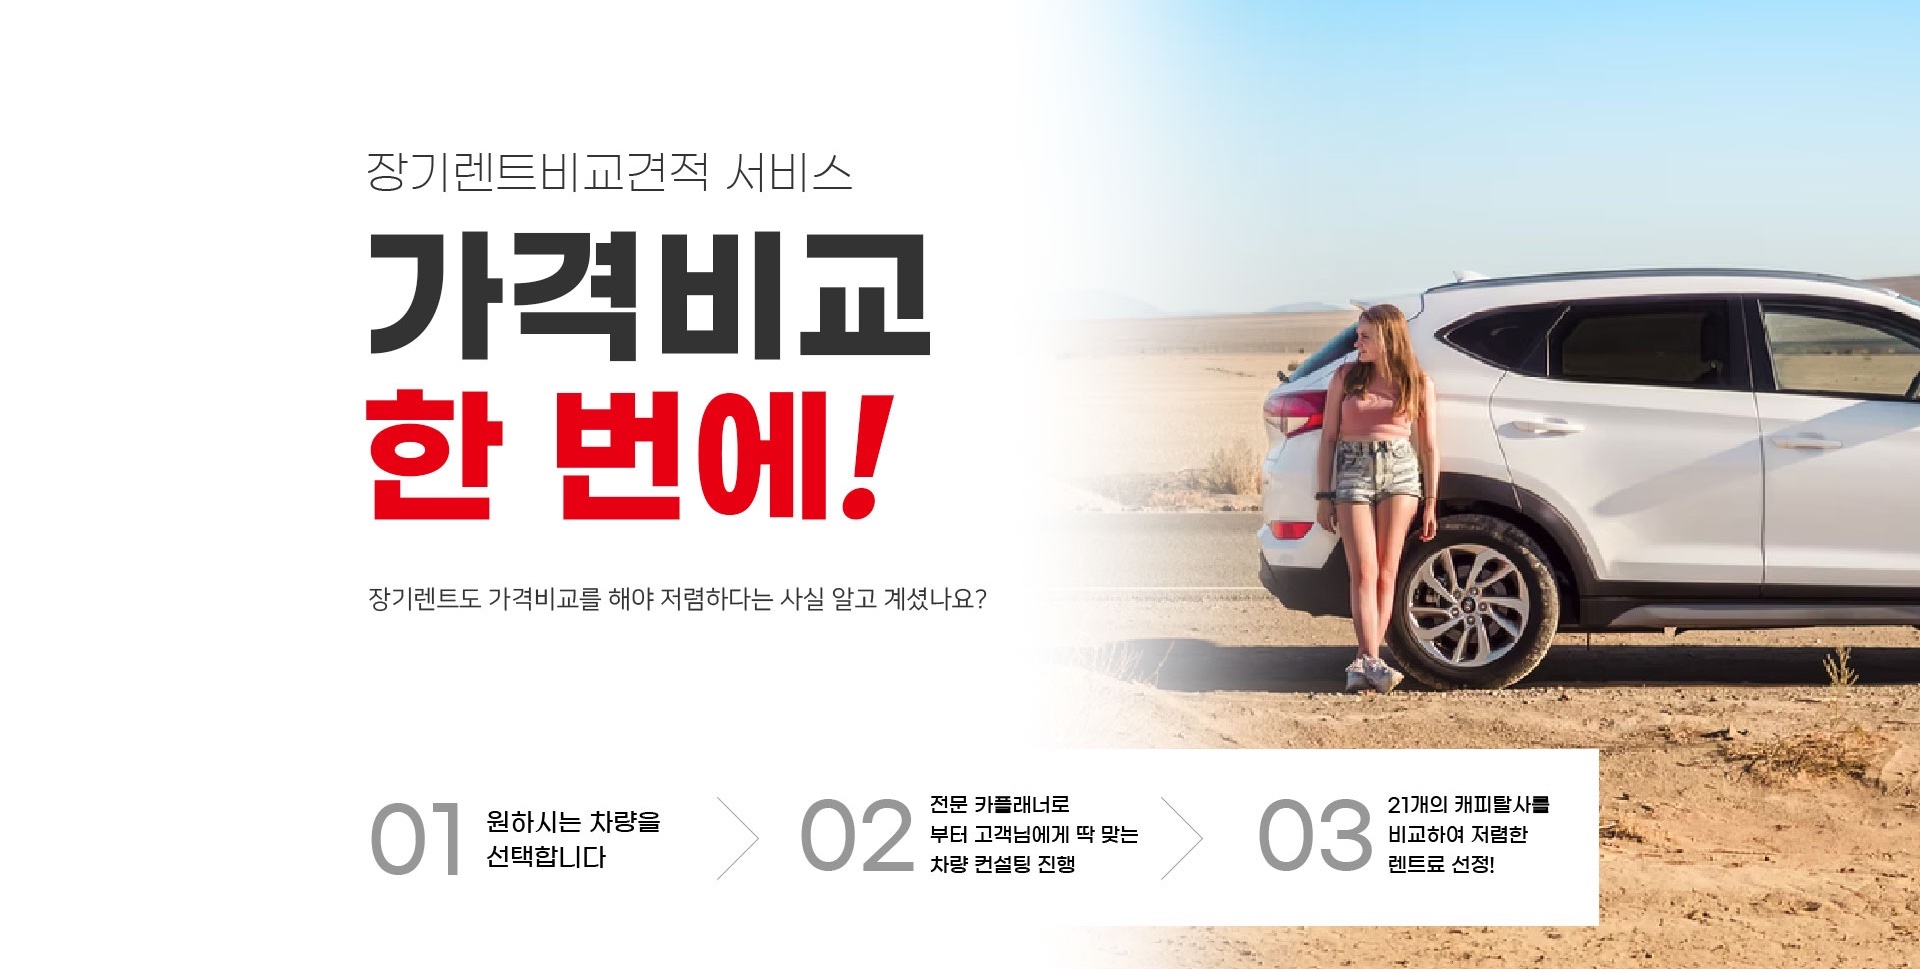 장기렌트비교견적 서비스
가격비교
한 번에!
장기렌트도 가격비교를 해야 저렴하다는 사실 알고 계셨나요?
01
원하시는 차량을
선택합니다
02
전문 카플래너로
부터 고객님에게 딱 맞는
차량 컨설팅 진행
03
21개의 캐피탈사를
비교하여 저렴한
렌트료 선정!